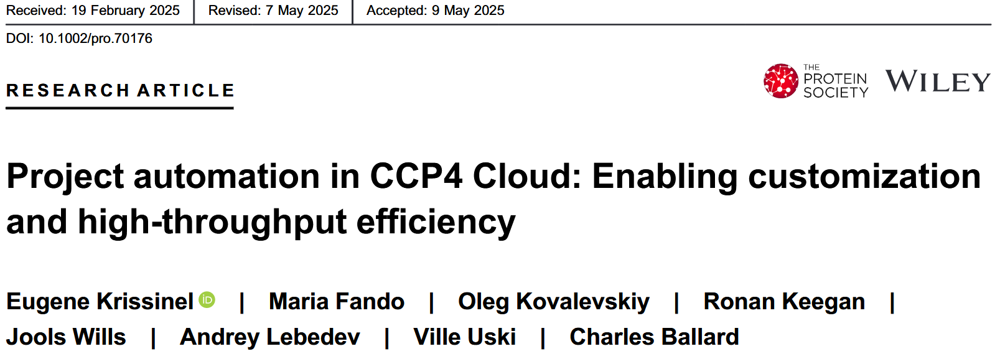 Received: 19 February 2025 | Revised: 7 May 2025 | Accepted: 9 May 2025
DOI: 10.1002/pro.70176
RESEARCH ARTICLE
THE
PROTEIN
SOCIETY
WILEY
Project automation in CCP4 Cloud: Enabling customization
and high-throughput efficiency
Eugene Krissinel iD | Maria Fando | Oleg Kovalevskiy | Ronan Keegan |
Jools Wills | Andrey Lebedev | Ville Uski | Charles Ballard